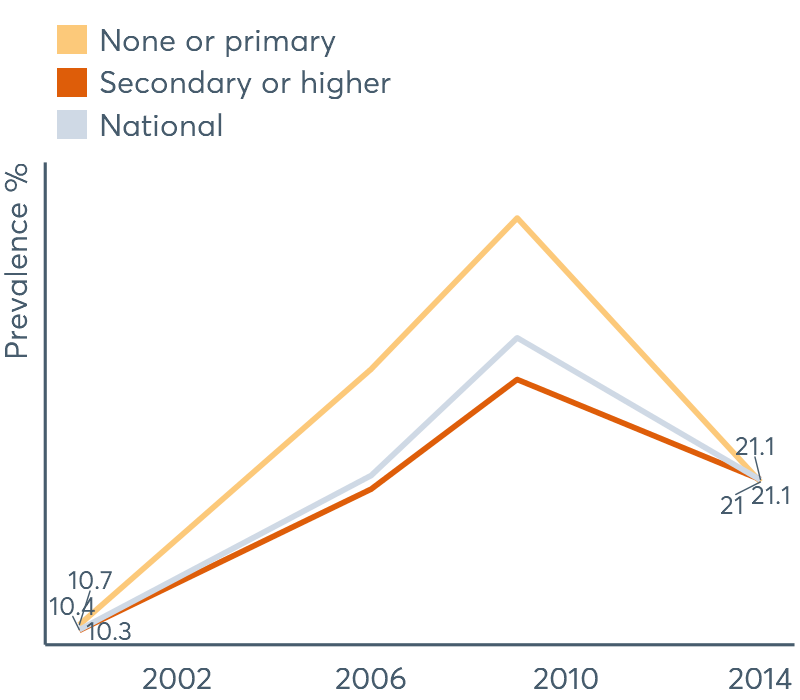 None or primary
Secondary or higher
National
Prevalence %
21.1
21 21.1
10.7
10.4
10.3
2002 2006 2010 2014